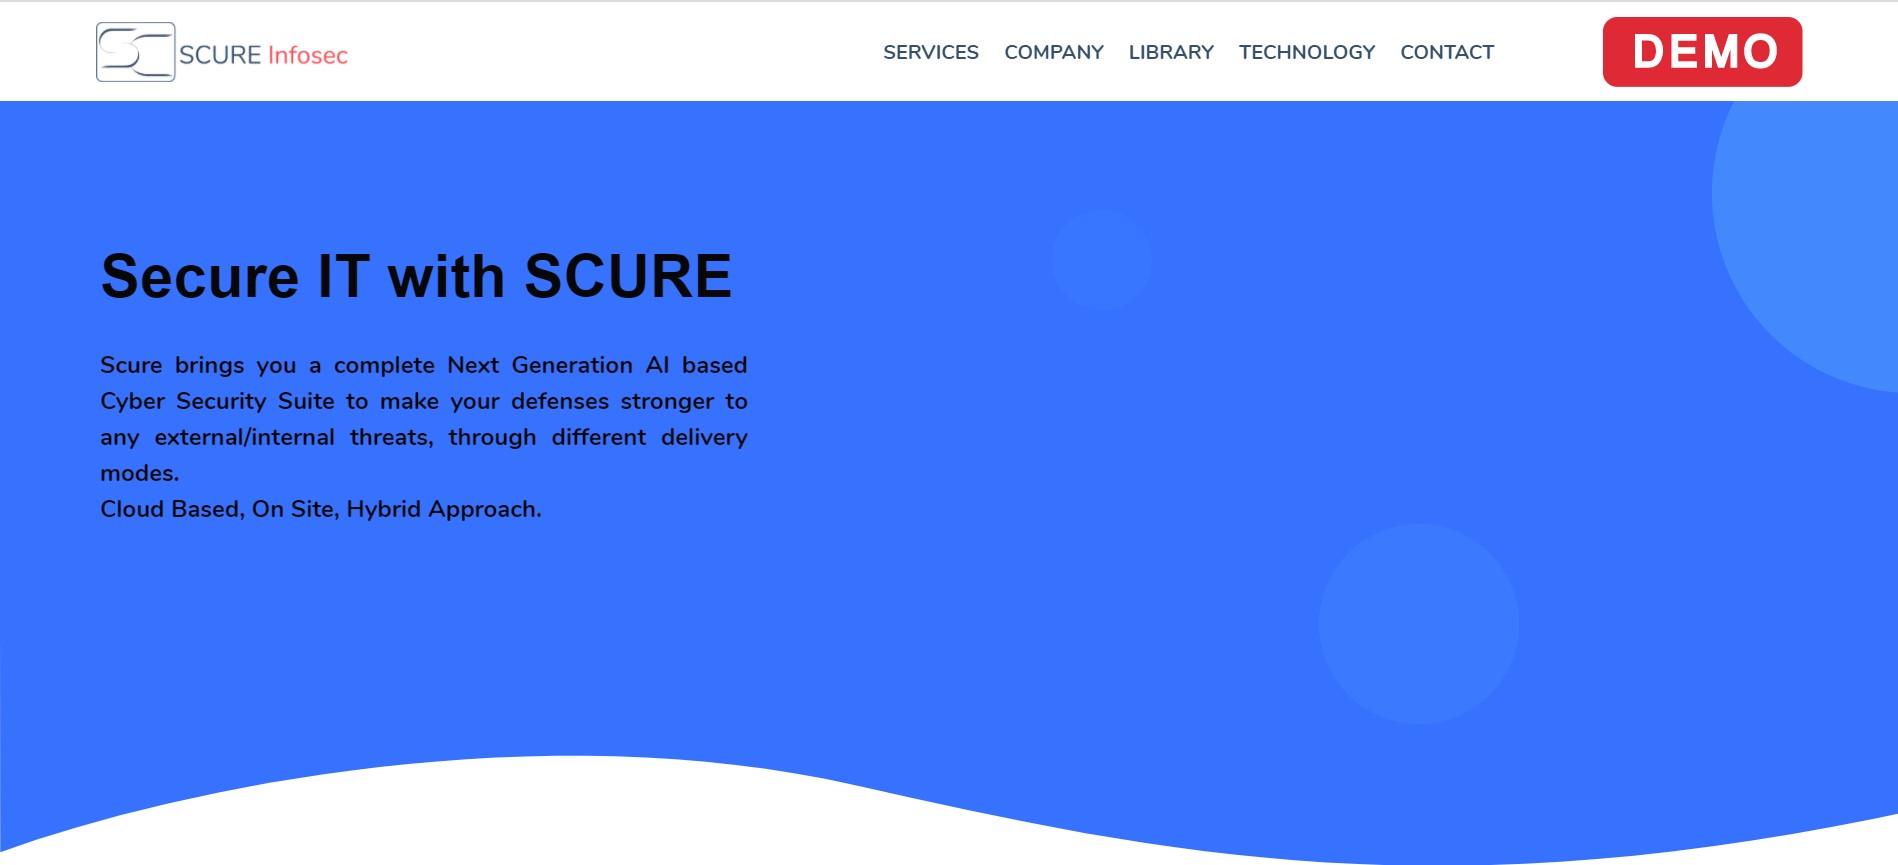 SC SCURE Infosec
SERVICES COMPANY LIBRARY TECHNOLOGY CONTACT
DEMO
Secure IT with SCURE
Scure brings you a complete Next Generation AI based
Cyber Security Suite to make your defenses stronger to
any external/internal threats, through different delivery
modes.
Cloud Based, On Site, Hybrid Approach.